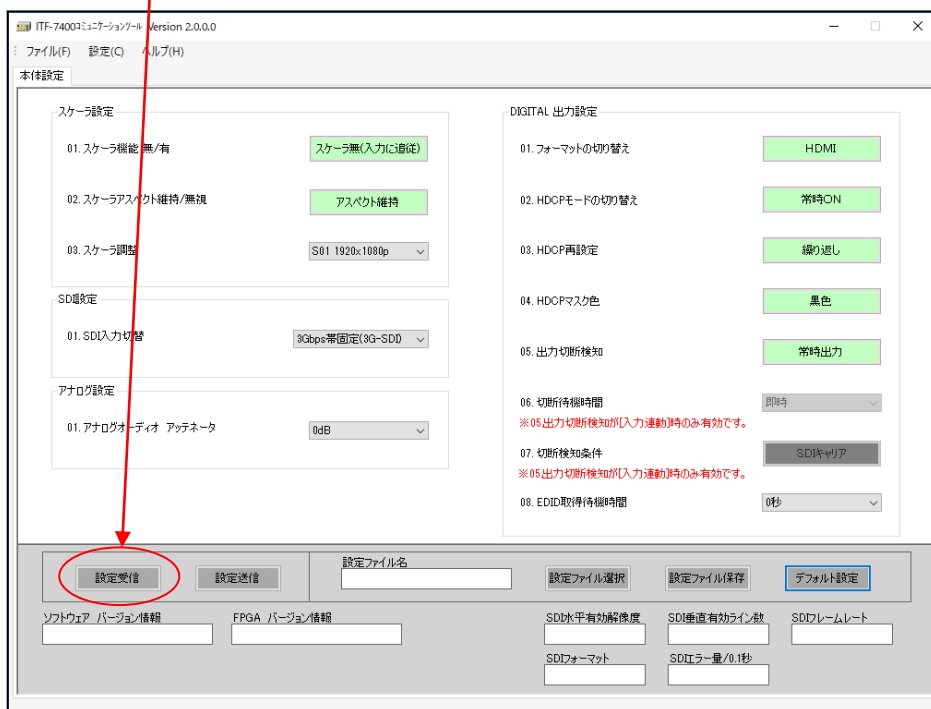 ITF-7400コミュニケーションツール Version 2.0.0.0
ファイル(F) 設定(C) ヘルプ(H)
本体設定
スケーラ設定
01.スケーラ機能 無/有
スケーラ無(入力に追従)
02.スケーラアスペクト維持/無視
アスペクト維持
03.スケーラ調整
S01 1920x1080p
SDI設定
01.SDI入力切替
3Gbps帯固定(3G-SDI)
アナログ設定
01.アナログオーディオ アッテネータ
0dB
DIGITAL 出力設定
01.フォーマットの切り替え
HDMI
02.HDCPモードの切り替え
常時ON
03.HDCP再設定
繰り返し
04.HDCPマスク色
黒色
05.出力切断検知
常時出力
06.切断待機時間
即時
※05.出力切断検知が[入力連動]時のみ有効です。
07.切断検知条件
SDIキャリア
※05.出力切断検知が[入力連動]時のみ有効です。
08.EDID取得待機時間
0秒
設定受信
設定送信
設定ファイル名
設定ファイル選択
設定ファイル保存
デフォルト設定
ソフトウェア バージョン情報
FPGA バージョン情報
SDI水平有効解像度
SDI垂直有効ライン数
SDIフレームレート
SDIフォーマット
SDIエラー量/0.1秒